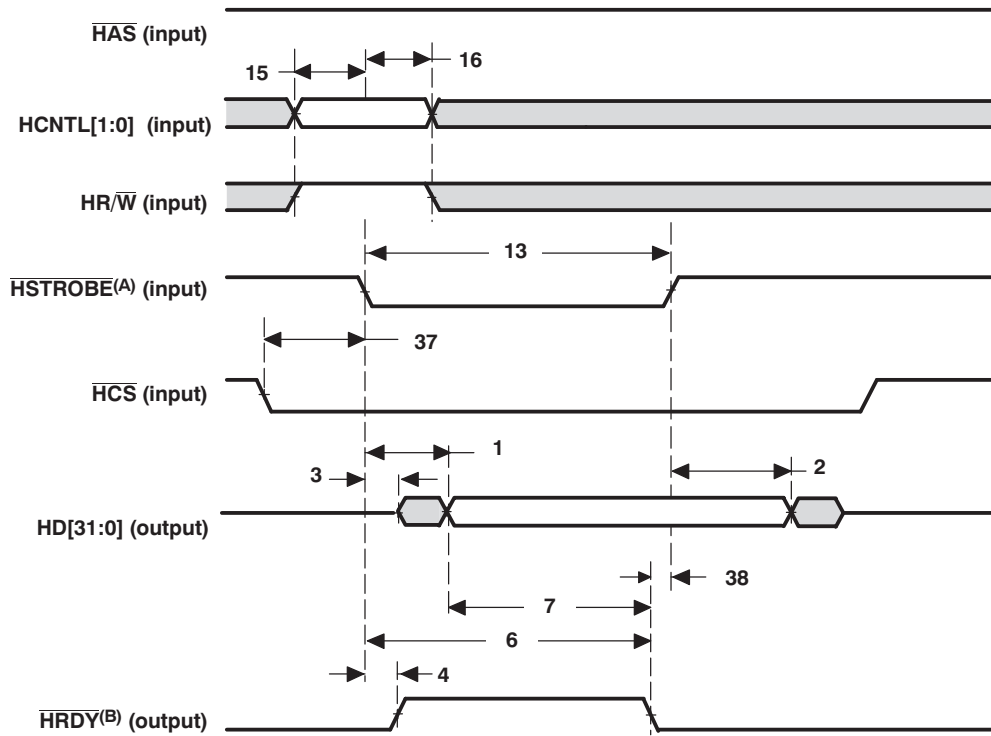 HAS (input)
15
16
HCNTL[1:0] (input)
HR/W (input)
13
HSTROBE(A) (input)
37
HCS (input)
1
3
2
HD[31:0] (output)
38
7
6
4
HRDY(B) (output)